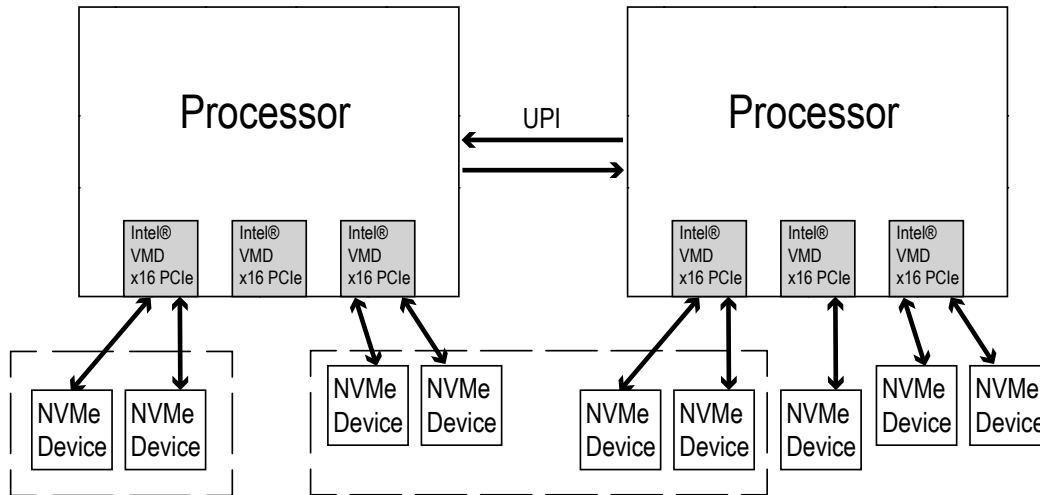 Processor
UPI
Processor
Intel®
VMD
x16 PCIe
Intel®
VMD
x16 PCIe
Intel®
VMD
x16 PCIe
Intel®
VMD
x16 PCIe
Intel®
VMD
x16 PCIe
Intel®
VMD
x16 PCIe
NVMe
Device
NVMe
Device
NVMe
Device
NVMe
Device
NVMe
Device
NVMe
Device
NVMe
Device
NVMe
Device
NVMe
Device